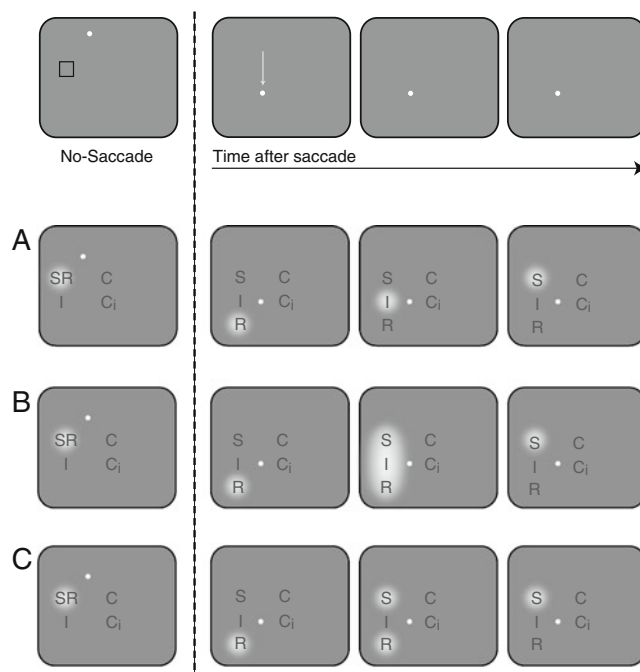 No-Saccade Time after saccade
A
SR C S C S C S C
I Ci I Ci I Ci I Ci
R R R
B
SR C S C S C S C
I Ci I Ci I Ci I Ci
R R R
C
SR C S C S C S C
I Ci I Ci I Ci I Ci
R R R